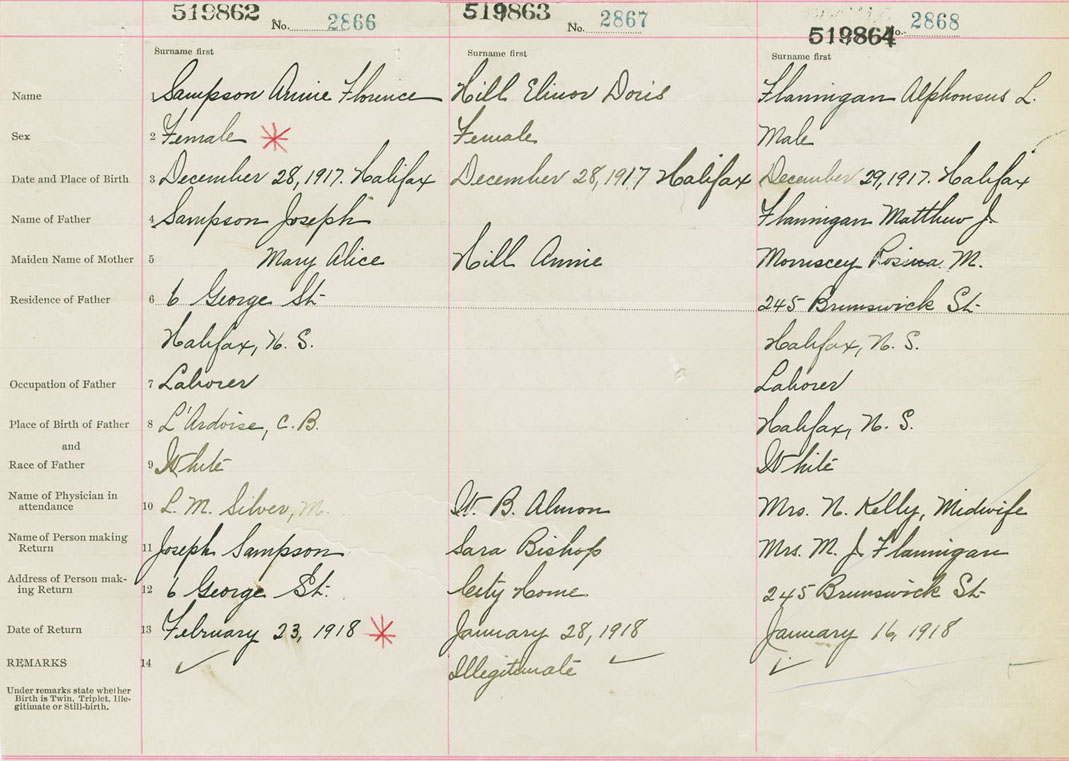 519862 No. 2866 519863 No. 2867 519864 No. 2868
Surname first Surname first Surname first
Name Sampson Annie Florence Hill Elinor Doris Flannigan Alphonsus L.
Sex 2 Female Female Male
Date and Place of Birth 3 December 28, 1917. Halifax December 28, 1917 Halifax December 29, 1917. Halifax
Name of Father 4 Sampson Joseph Flannigan Matthew J.
Maiden Name of Mother 5 Mary Alice Hill Annie Morriscey Rosina M.
Residence of Father 6 6 George St. 245 Brunswick St.
Halifax, N. S. Halifax, N. S.
Occupation of Father 7 Laborer Laborer
Place of Birth of Father 8 L'Ardoise, C. B. Halifax, N. S.
and
Race of Father 9 White White
Name of Physician in
attendance 10 L. M. Silver, M. W. B. Almon Mrs. N. Kelly, Midwife
Name of Person making
Return 11 Joseph Sampson Sara Bishop Mrs. M. J. Flannigan
Address of Person mak-
ing Return 12 6 George St. City Home 245 Brunswick St.
Date of Return 13 February 23, 1918 January 28, 1918 January 16, 1918
REMARKS 14 ✓ Illegitimate ✓ ✓
Under remarks state whether
Birth is Twin, Triplet, Ille-
gitimate or Still-birth.